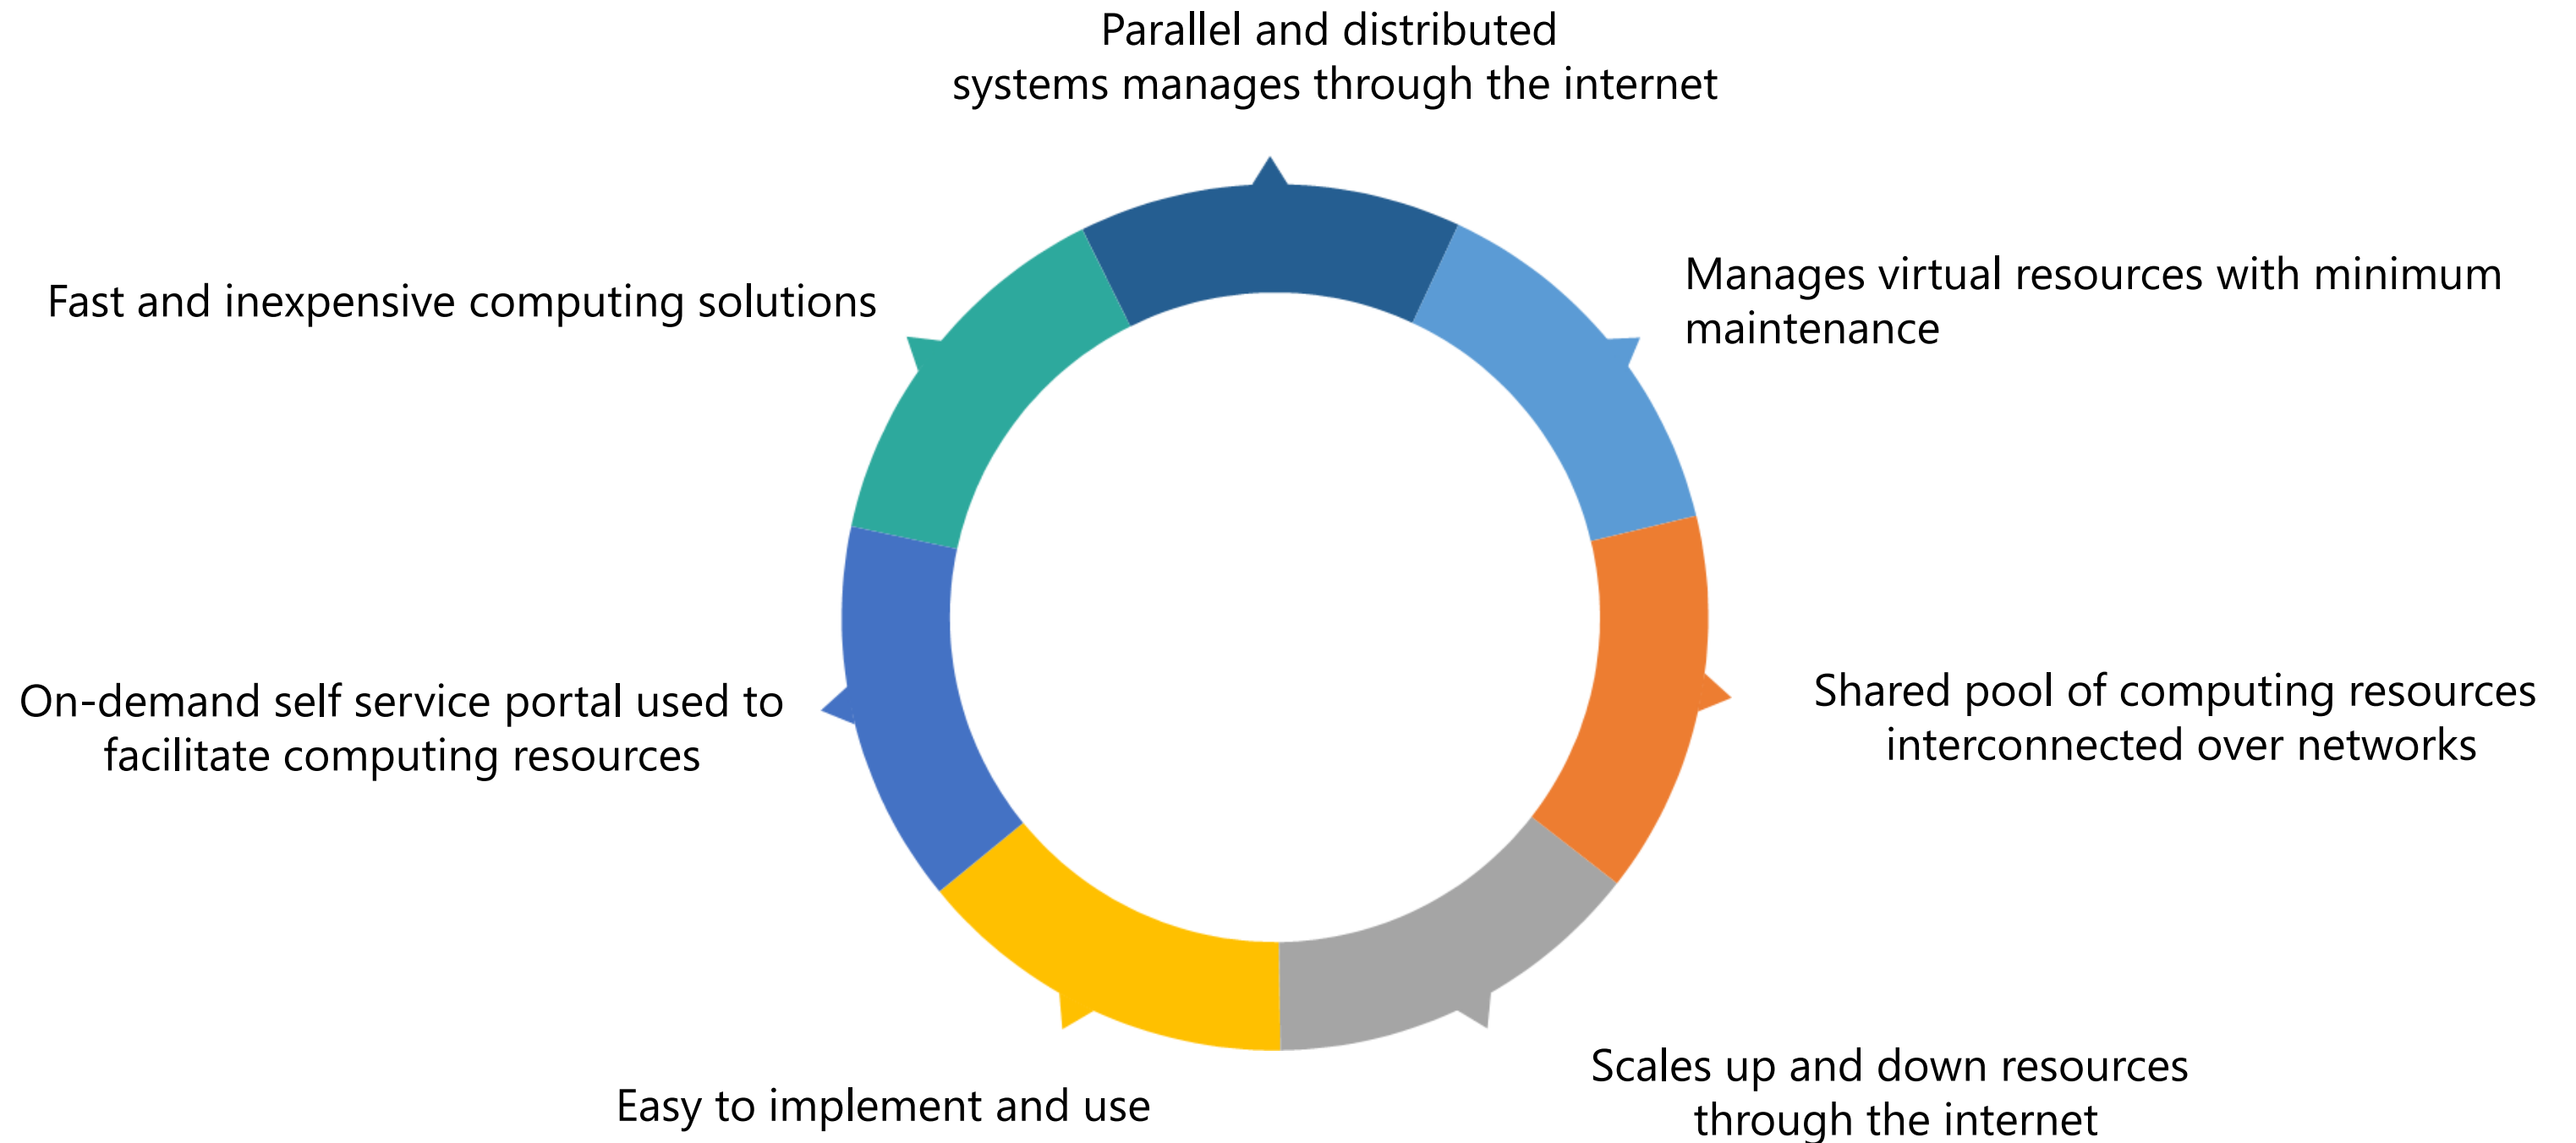 Parallel and distributed
systems manages through the internet
Manages virtual resources with minimum
maintenance
Shared pool of computing resources
interconnected over networks
Scales up and down resources
through the internet
Easy to implement and use
On-demand self service portal used to
facilitate computing resources
Fast and inexpensive computing solutions